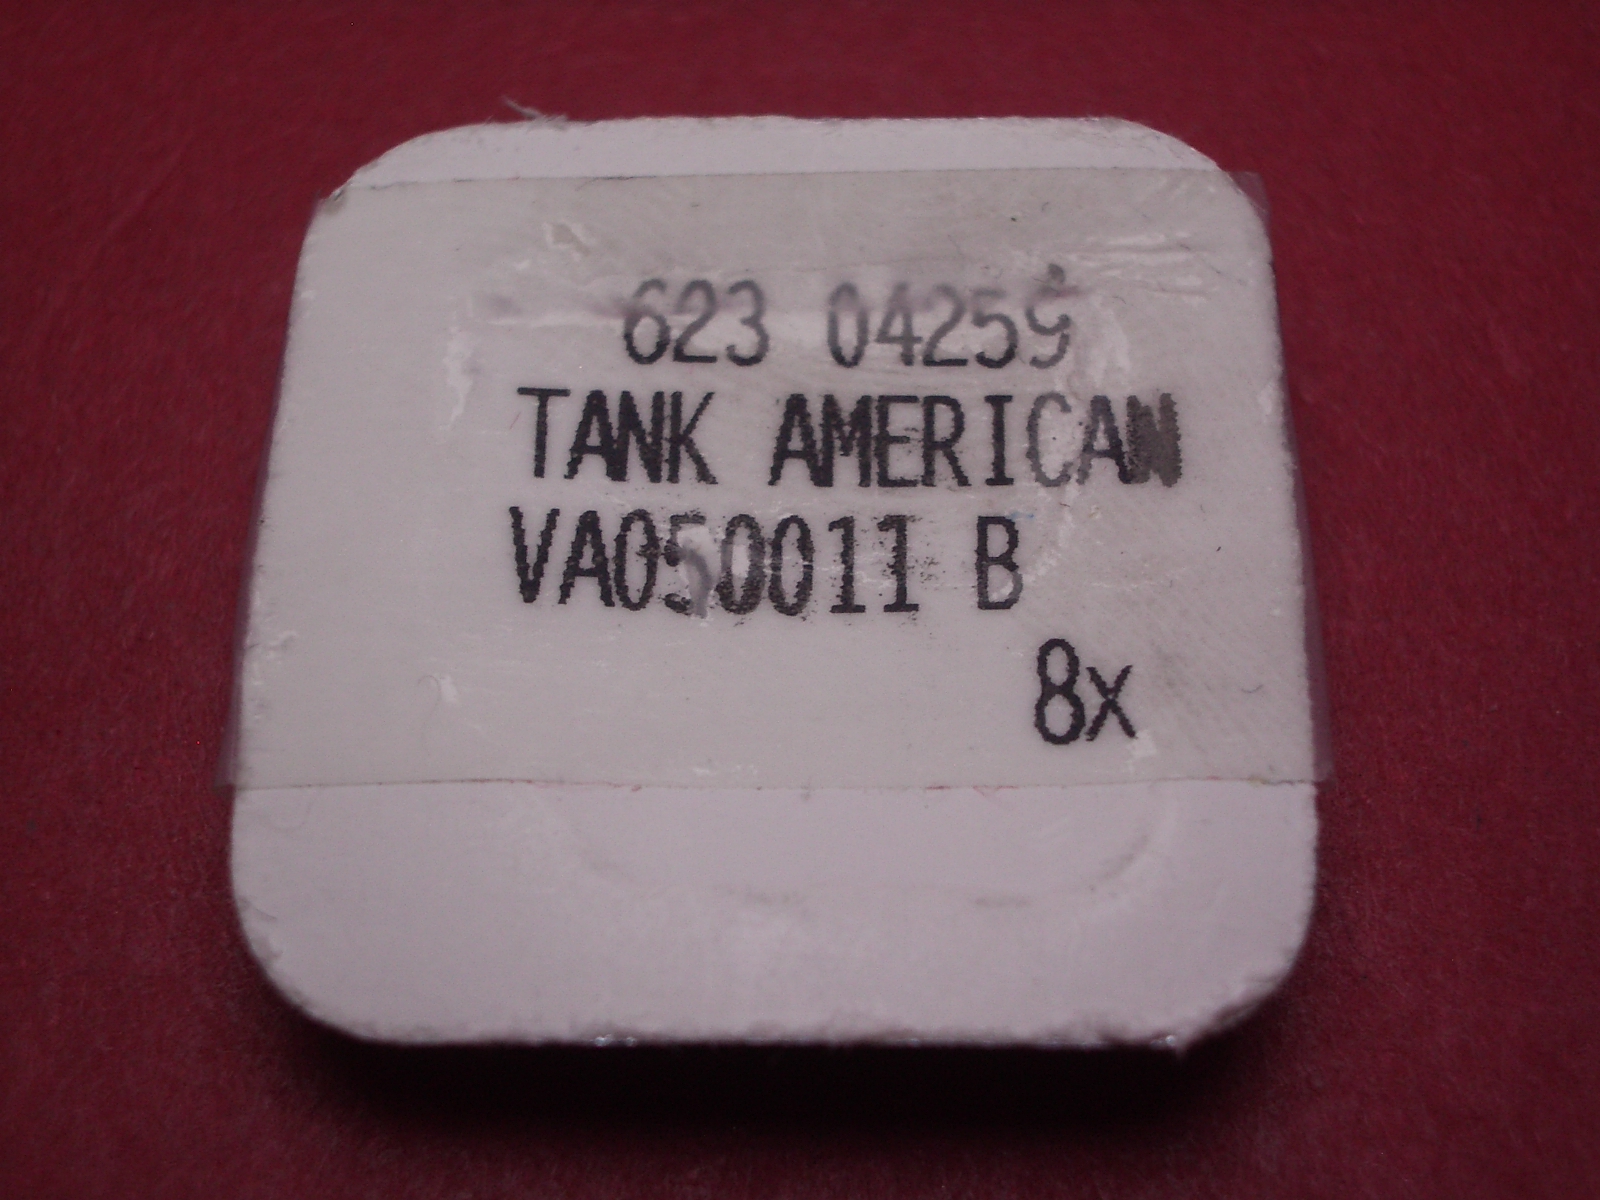 623 04259
TANK AMERICAN
VA050011 B
8x